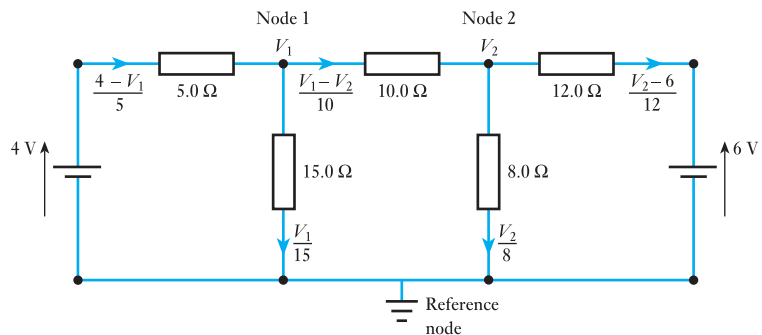 Node 1
Node 2
V₁
V₂
4 – V₁
5
5.0 Ω
V₁ – V₂
10
10.0 Ω
12.0 Ω
V₂ – 6
12
4 V
15.0 Ω
8.0 Ω
6 V
V₁
15
V₂
8
Reference
node